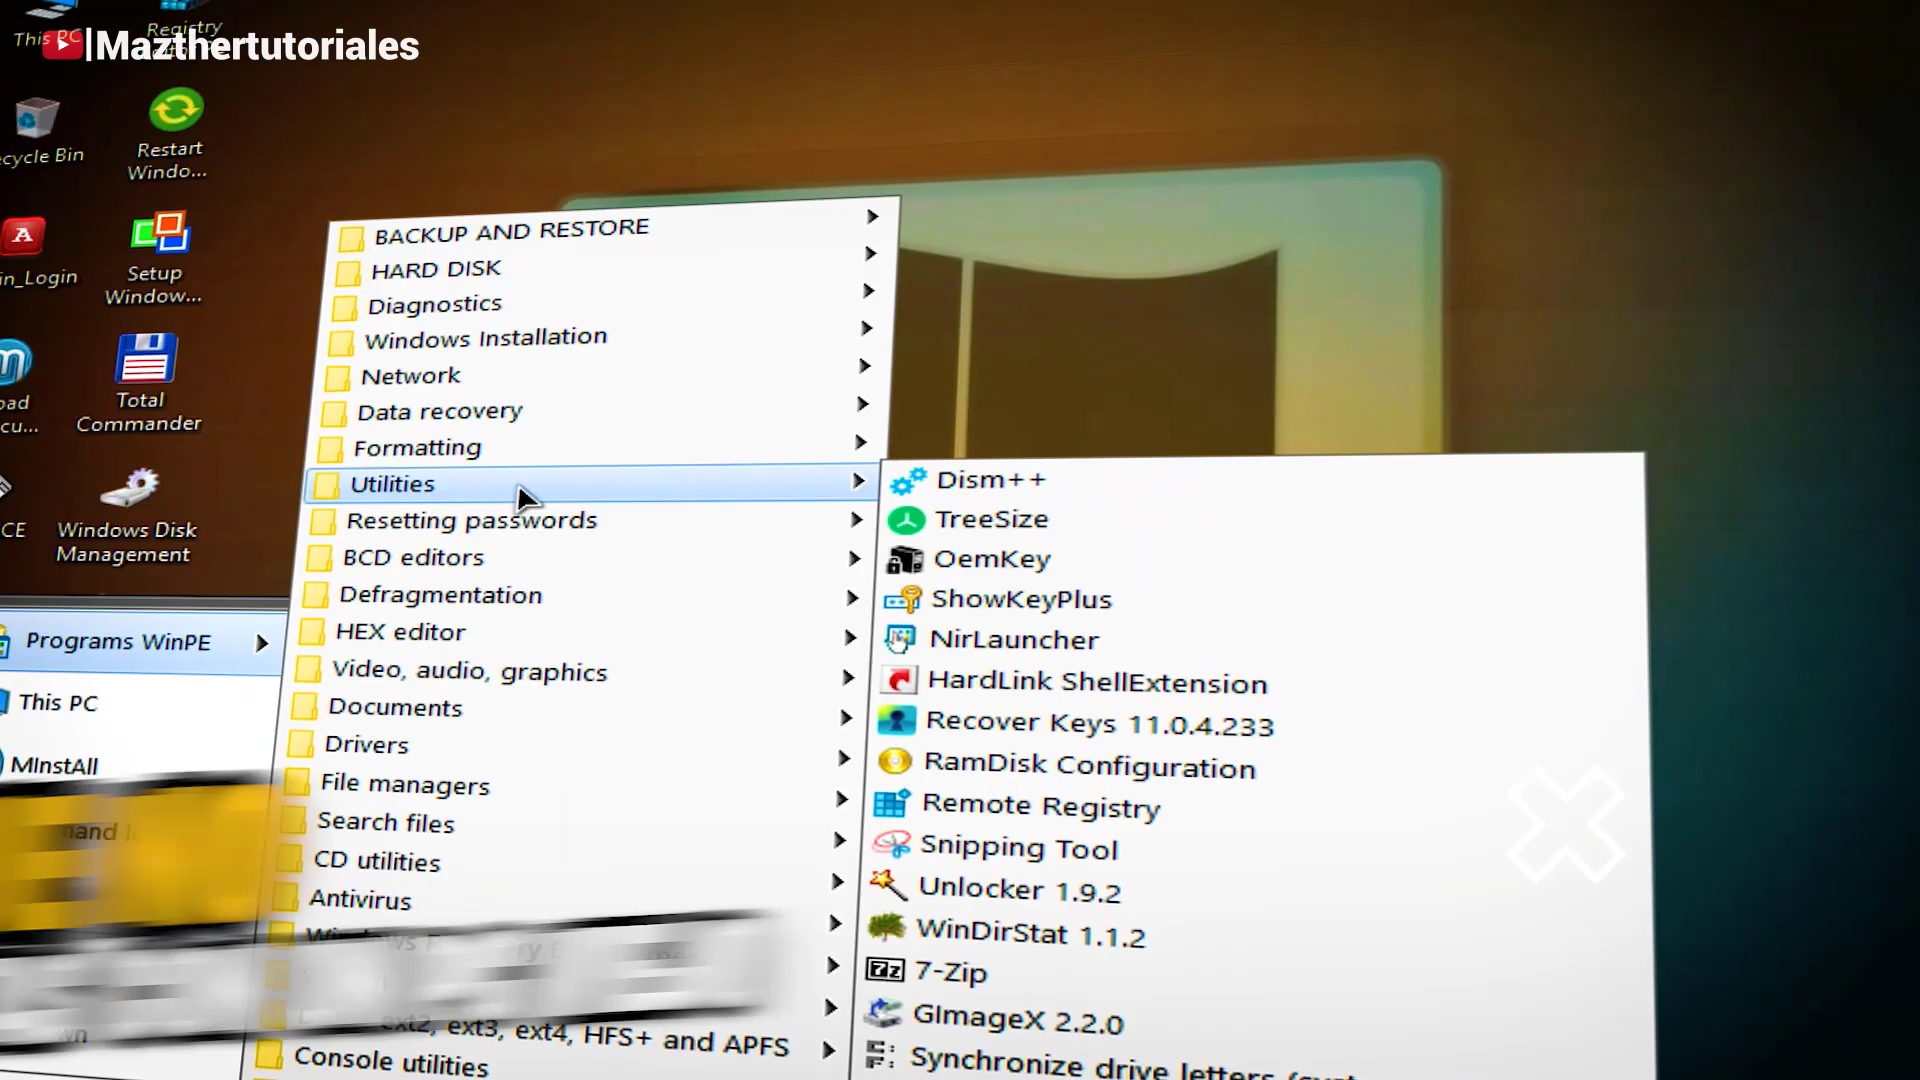 This PC
Registry
|Mazthertutoriales
Restart
Windo...
ecycle Bin
Setup
Window...
in_Login
Total
Commander
oad
cu...
Windows Disk
Management
CE
Programs WinPE
This PC
MInstAll
BACKUP AND RESTORE
HARD DISK
Diagnostics
Windows Installation
Network
Data recovery
Formatting
Utilities
Resetting passwords
BCD editors
Defragmentation
HEX editor
Video, audio, graphics
Documents
Drivers
File managers
Search files
CD utilities
Antivirus
ext2, ext3, ext4, HFS+ and APFS
Console utilities
Dism++
TreeSize
OemKey
ShowKeyPlus
NirLauncher
HardLink ShellExtension
Recover Keys 11.0.4.233
RamDisk Configuration
Remote Registry
Snipping Tool
Unlocker 1.9.2
WinDirStat 1.1.2
7-Zip
GImageX 2.2.0
Synchronize drive letters